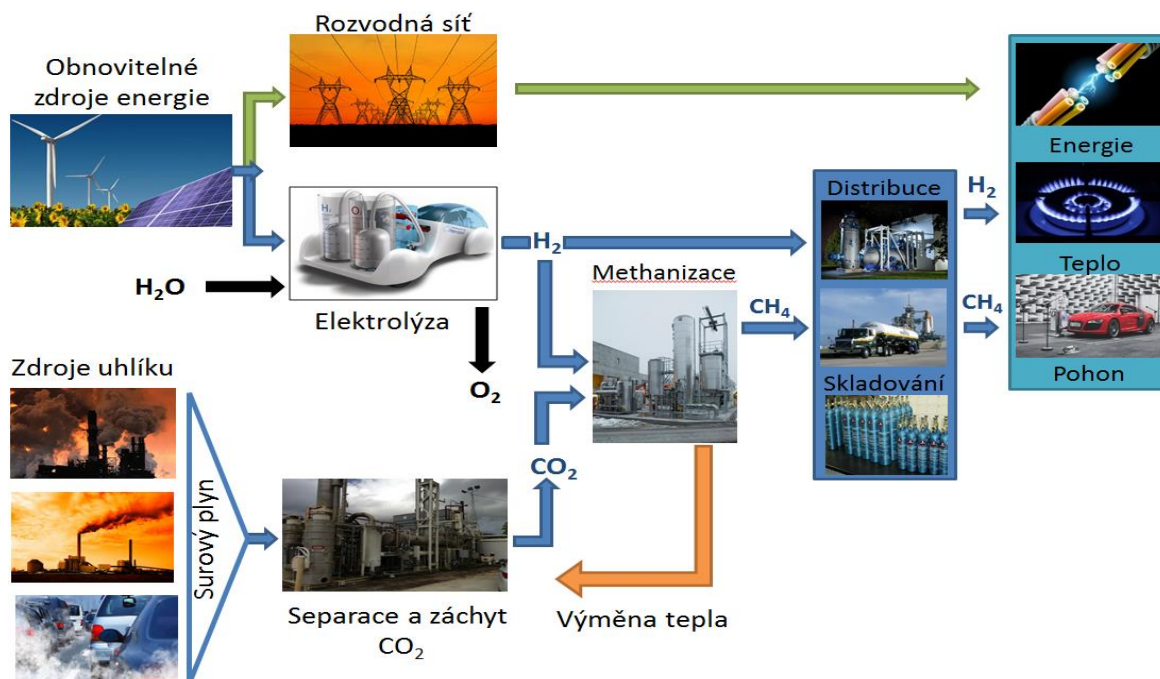 Rozvodná síť
Obnovitelné
zdroje energie
Energie
H₂O
H₂
O₂
Elektrolýza
H₂
Methanizace
CH₄
Distribuce
Skladování
H₂
Teplo
CH₄
Pohon
Zdroje uhlíku
Surový plyn
CO₂
Separace a záchyt
CO₂
Výměna tepla